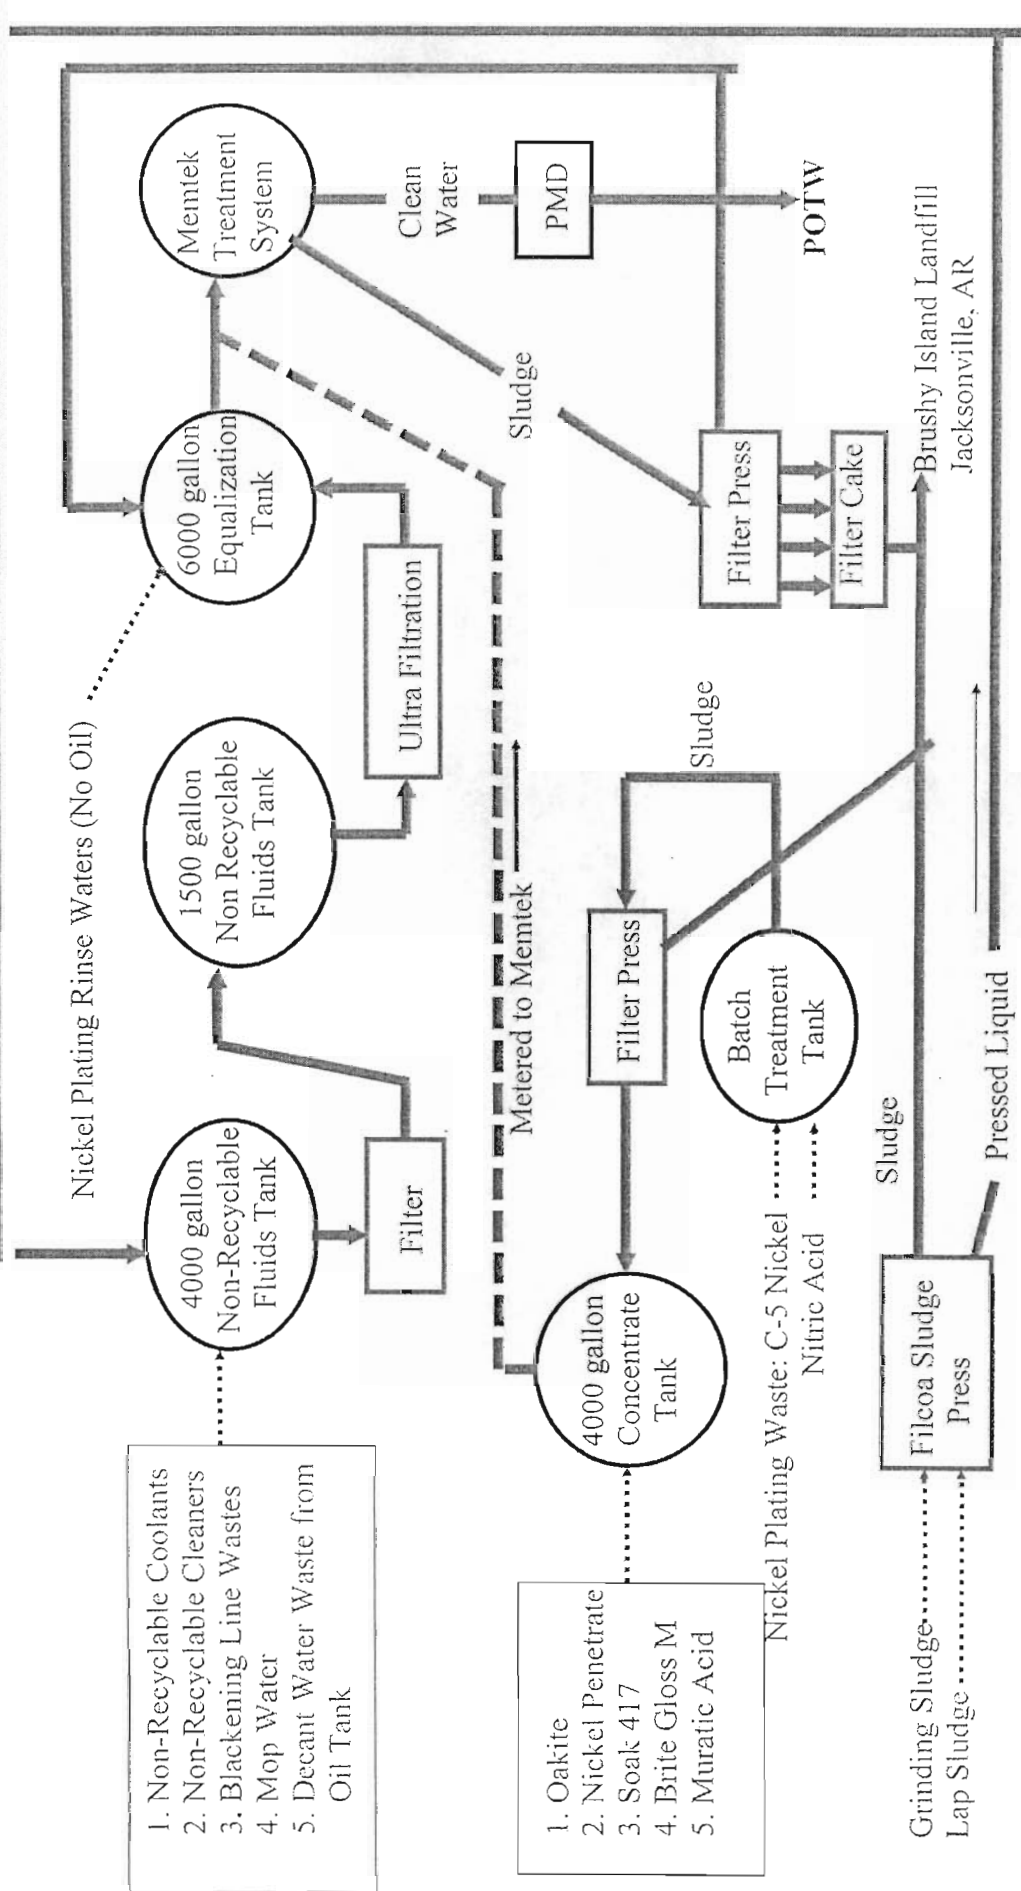 1. Non-Recyclable Coolants
2. Non-Recyclable Cleaners
3. Blackening Line Wastes
4. Mop Water
5. Decant Water Waste from
Oil Tank
Nickel Plating Rinse Waters (No Oil)
4000 gallon
Non-Recyclable
Fluids Tank
Filter
1500 gallon
Non Recyclable
Fluids Tank
Ultra Filtration
6000 gallon
Equalization
Tank
Memtek
Treatment
System
Clean
Water
PMD
POTW
Metered to Memtek
Sludge
1. Oakite
2. Nickel Penetrate
3. Soak 417
4. Brite Gloss M
5. Muratic Acid
4000 gallon
Concentrate
Tank
Filter Press
Sludge
Batch
Treatment
Tank
Nickel Plating Waste: C-5 Nickel
Nitric Acid
Filter Press
Filter Cake
Brushy Island Landfill
Jacksonville, AR
Grinding Sludge
Lap Sludge
Filcoa Sludge
Press
Sludge
Pressed Liquid